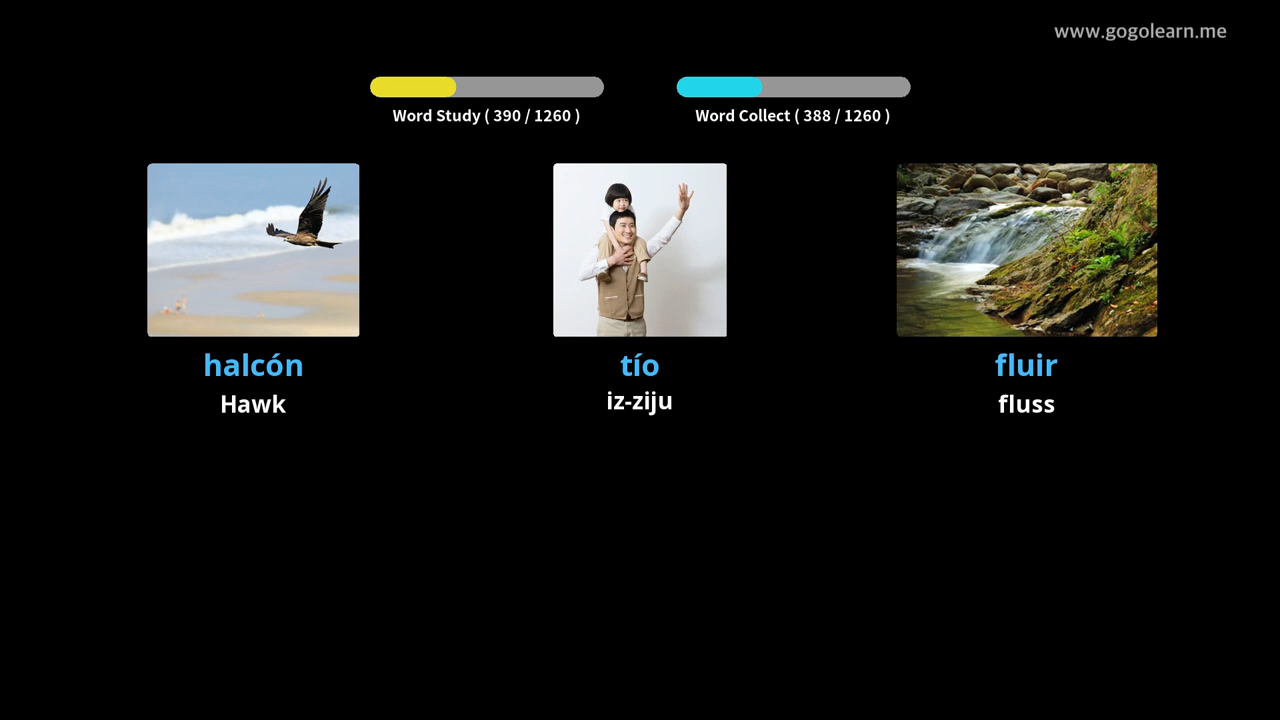 www.gogolearn.me
Word Study ( 390 / 1260 )
Word Collect ( 388 / 1260 )
halcón
Hawk
tío
iz-ziju
fluir
fluss